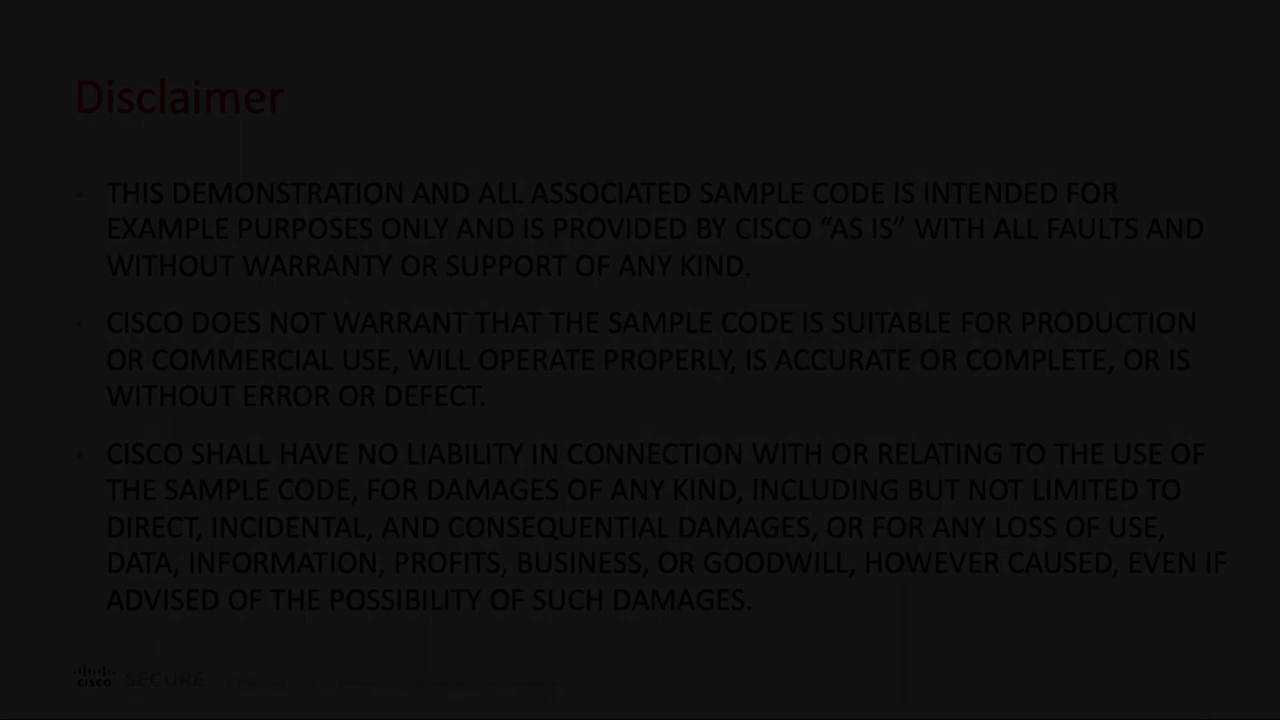 Disclaimer
• THIS DEMONSTRATION AND ALL ASSOCIATED SAMPLE CODE IS INTENDED FOR
EXAMPLE PURPOSES ONLY AND IS PROVIDED BY CISCO “AS IS” WITH ALL FAULTS AND
WITHOUT WARRANTY OR SUPPORT OF ANY KIND.
• CISCO DOES NOT WARRANT THAT THE SAMPLE CODE IS SUITABLE FOR PRODUCTION
OR COMMERCIAL USE, WILL OPERATE PROPERLY, IS ACCURATE OR COMPLETE, OR IS
WITHOUT ERROR OR DEFECT.
• CISCO SHALL HAVE NO LIABILITY IN CONNECTION WITH OR RELATING TO THE USE OF
THE SAMPLE CODE, FOR DAMAGES OF ANY KIND, INCLUDING BUT NOT LIMITED TO
DIRECT, INCIDENTAL, AND CONSEQUENTIAL DAMAGES, OR FOR ANY LOSS OF USE,
DATA, INFORMATION, PROFITS, BUSINESS, OR GOODWILL, HOWEVER CAUSED, EVEN IF
ADVISED OF THE POSSIBILITY OF SUCH DAMAGES.
CISCO SECURE